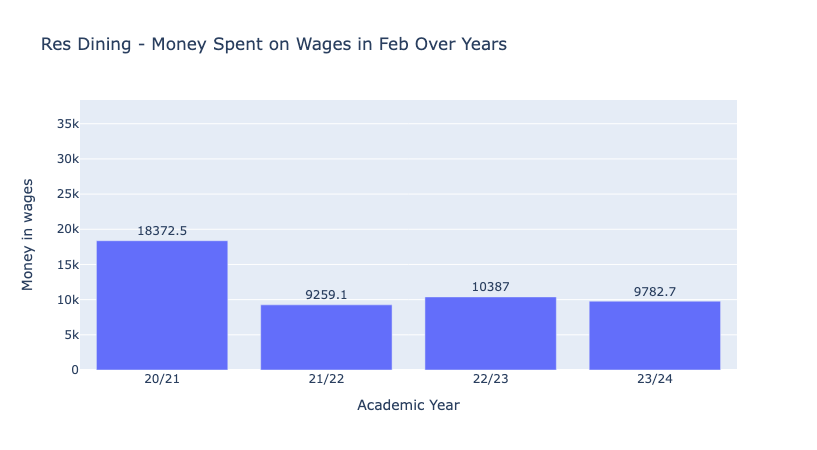 Res Dining - Money Spent on Wages in Feb Over Years
Money in wages
35k
30k
25k
20k
15k
10k
5k
0
18372.5
9259.1
10387
9782.7
20/21
21/22
22/23
23/24
Academic Year